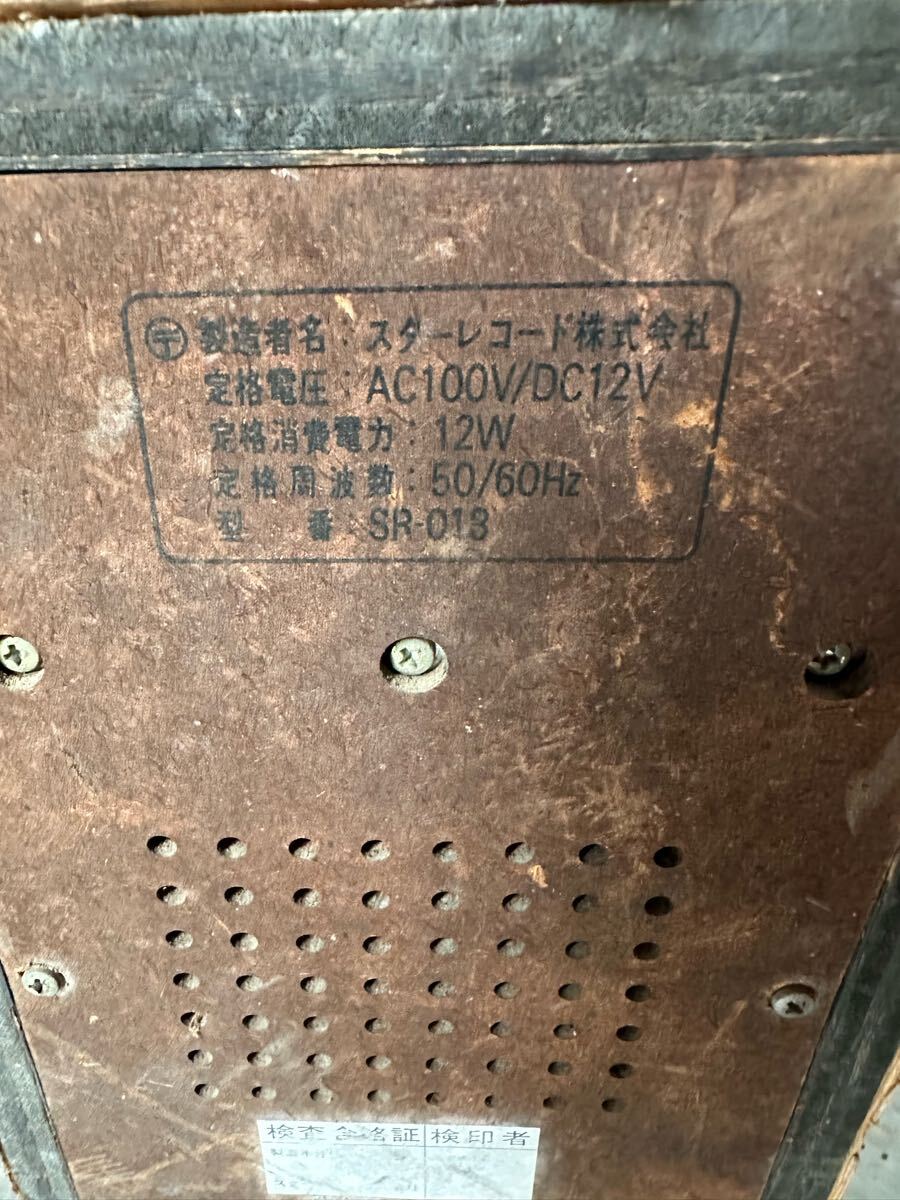 〶 製造者名：スターレコード株式会社
定格電圧：AC100V/DC12V
定格消費電力：12W
定格周波数：50/60Hz
型　番：SR-013
検査合格証 検印者